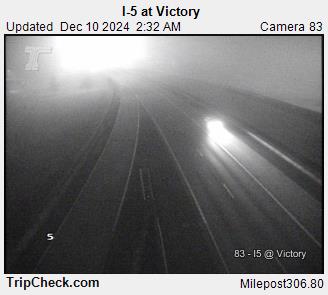 I-5 at Victory
Updated Dec 10 2024 2:32 AM Camera 83
T
S
83 - I5 @ Victory
TripCheck.com Milepost306.80